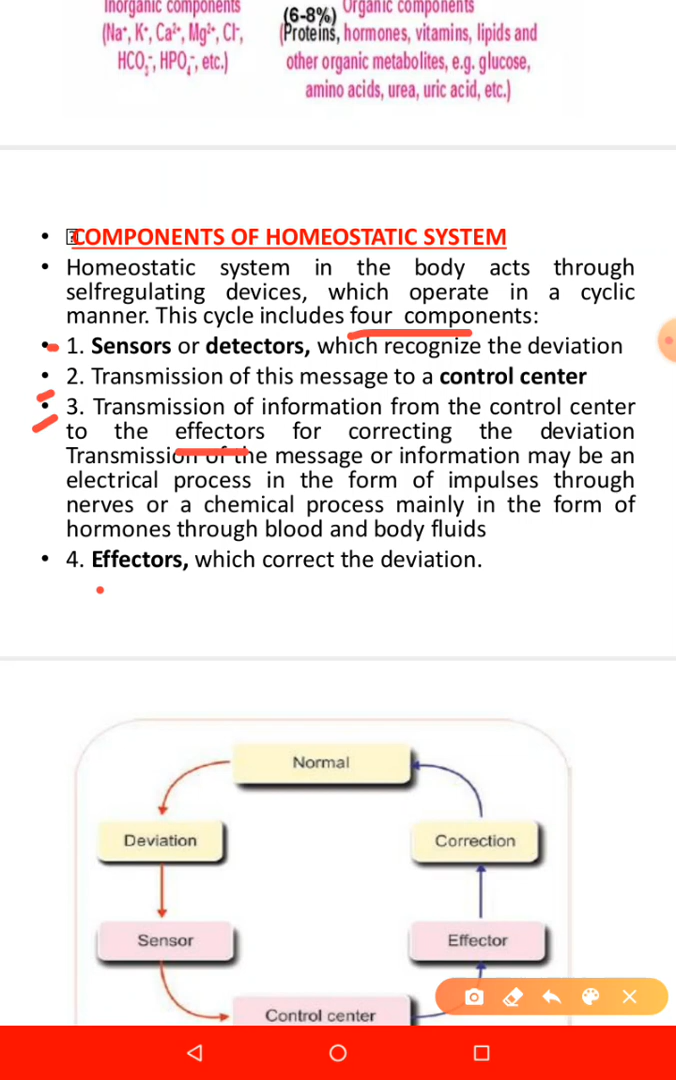 Inorganic components
(Na⁺, K⁺, Ca²⁺, Mg²⁺, Cl⁻,
HCO₃⁻, HPO₄⁻, etc.)
(6-8%) Organic components
(Proteins, hormones, vitamins, lipids and
other organic metabolites, e.g. glucose,
amino acids, urea, uric acid, etc.)
• COMPONENTS OF HOMEOSTATIC SYSTEM
• Homeostatic system in the body acts through
selfregulating devices, which operate in a cyclic
manner. This cycle includes four components:
• 1. Sensors or detectors, which recognize the deviation
• 2. Transmission of this message to a control center
• 3. Transmission of information from the control center
to the effectors for correcting the deviation
Transmission of the message or information may be an
electrical process in the form of impulses through
nerves or a chemical process mainly in the form of
hormones through blood and body fluids
• 4. Effectors, which correct the deviation.
Normal
Deviation
Correction
Sensor
Effector
Control center